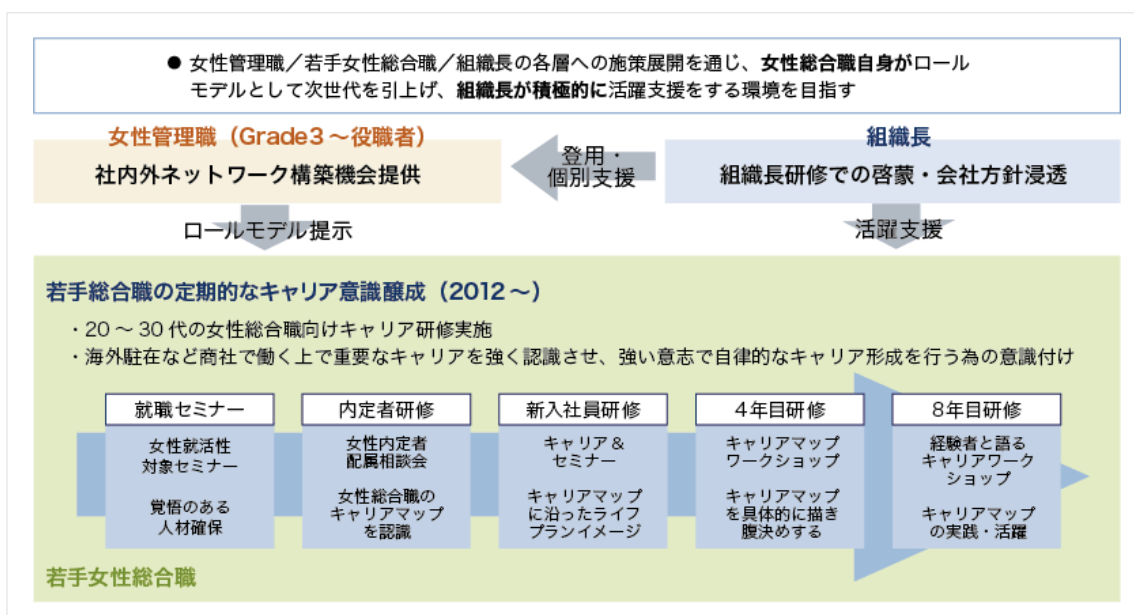 ● 女性管理職／若手女性総合職／組織長の各層への施策展開を通じ、女性総合職自身がロール
モデルとして次世代を引上げ、組織長が積極的に活躍支援をする環境を目指す
女性管理職（Grade3～役職者）
社内外ネットワーク構築機会提供
登用・
個別支援
組織長
組織長研修での啓蒙・会社方針浸透
ロールモデル提示
活躍支援
若手総合職の定期的なキャリア意識醸成（2012～）
・20～30代の女性総合職向けキャリア研修実施
・海外駐在など商社で働く上で重要なキャリアを強く認識させ、強い意志で自律的なキャリア形成を行う為の意識付け
就職セミナー
女性就活性
対象セミナー
覚悟のある
人材確保
内定者研修
女性内定者
配属相談会
女性総合職の
キャリアマップ
を認識
新入社員研修
キャリア＆
セミナー
キャリアマップ
に沿ったライフ
プランイメージ
4年目研修
キャリアマップ
ワークショップ
キャリアマップ
を具体的に描き
腹決めする
8年目研修
経験者と語る
キャリアワーク
ショップ
キャリアマップ
の実践・活躍
若手女性総合職